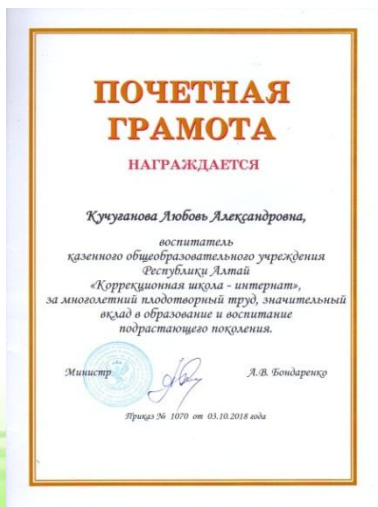 ПОЧЕТНАЯ
ГРАМОТА
НАГРАЖДАЕТСЯ
Кучуганова Любовь Александровна,
воспитатель
казенного общеобразовательного учреждения
Республики Алтай
«Коррекционная школа - интернат»,
за многолетний плодотворный труд, значительный
вклад в образование и воспитание
подрастающего поколения.
Министр А.В. Бондаренко
Приказ № 1070 от 03.10.2018 года